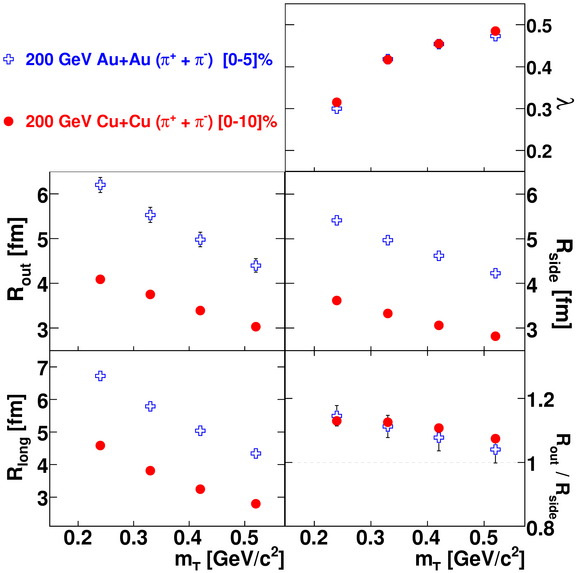 200 GeV Au+Au (π⁺ + π⁻) [0-5]%
200 GeV Cu+Cu (π⁺ + π⁻) [0-10]%
0.5
0.4
0.3
0.2
λ
6
5
4
3
R_out [fm]
6
5
4
3
R_side [fm]
7
6
5
4
3
R_long [fm]
1.2
1
0.8
R_out / R_side
0.2 0.3 0.4 0.5
m_T [GeV/c²]
0.2 0.3 0.4 0.5
m_T [GeV/c²]